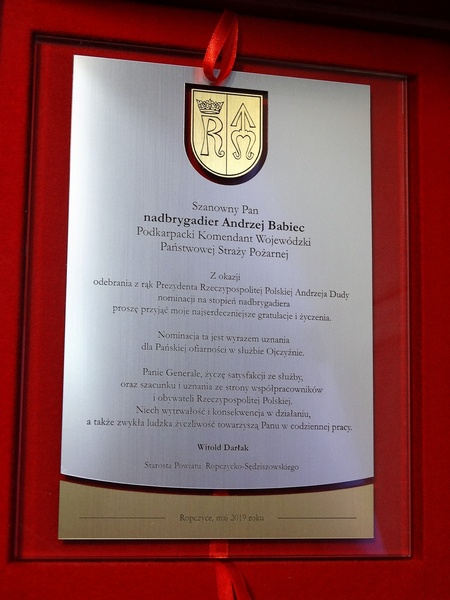 R
Szanowny Pan
nadbrygadier Andrzej Babiec
Podkarpacki Komendant Wojewódzki
Państwowej Straży Pożarnej
Z okazji
odebrania z rąk Prezydenta Rzeczypospolitej Polskiej Andrzeja Dudy
nominacji na stopień nadbrygadiera
proszę przyjąć moje najserdeczniejsze gratulacje i życzenia.
Nominacja ta jest wyrazem uznania
dla Pańskiej ofiarności w służbie Ojczyźnie.
Panie Generale, życzę satysfakcji ze służby,
oraz szacunku i uznania ze strony współpracowników
i obywateli Rzeczypospolitej Polskiej.
Niech wytrwałość i konsekwencja w działaniu,
a także zwykła ludzka życzliwość towarzyszą Panu w codziennej pracy.
Witold Darłak
Starosta Powiatu Ropczycko-Sędziszowskiego
Ropczyce, maj 2019 roku